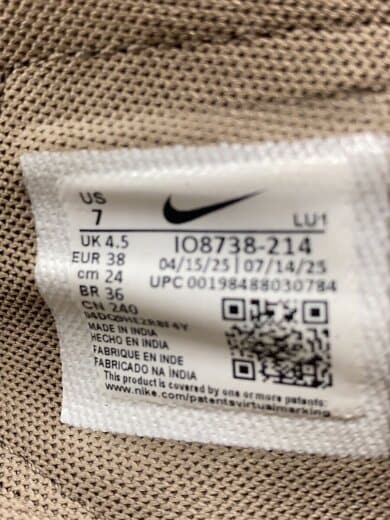 US
7
LU1
UK 4.5
IO8738-214
EUR 38
04/15/25 | 07/14/25
cm 24
UPC 00198488030784
BR 36
CN 240
MADE IN INDIA
HECHO EN INDIA
FABRIQUE EN INDE
FABRICADO NA ÍNDIA
This product is covered by one or more patents:
www.nike.com/patentsvirtualmarking